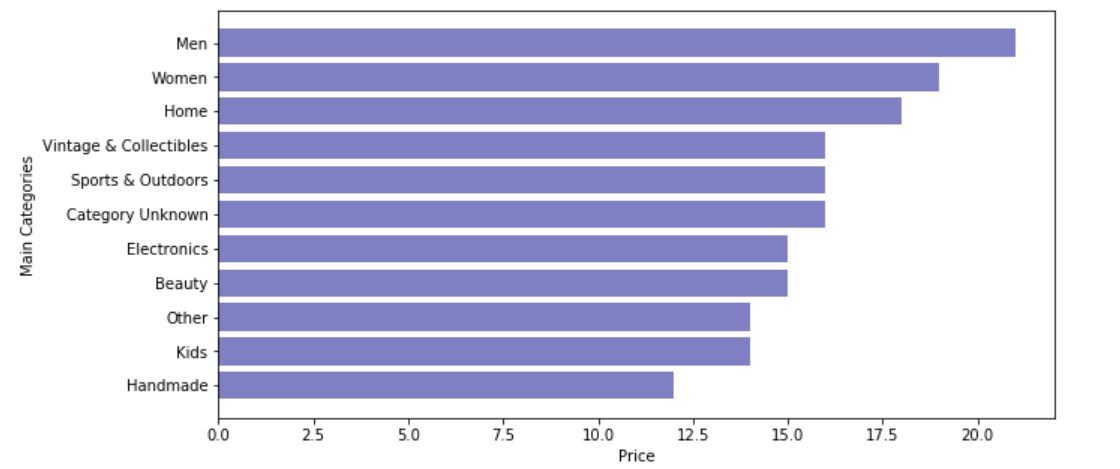 Men
Women
Home
Vintage & Collectibles
Sports & Outdoors
Category Unknown
Electronics
Beauty
Other
Kids
Handmade
Main Categories
0.0 2.5 5.0 7.5 10.0 12.5 15.0 17.5 20.0
Price